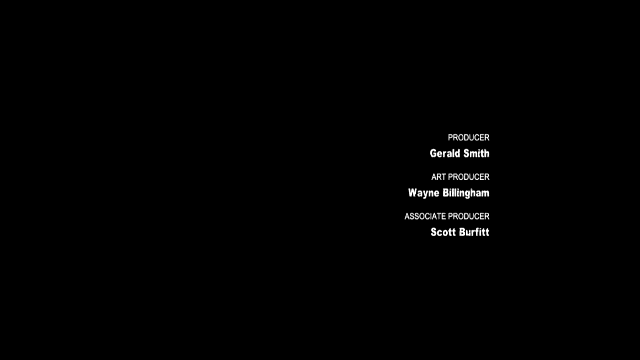 PRODUCER
Gerald Smith
ART PRODUCER
Wayne Billingham
ASSOCIATE PRODUCER
Scott Burfitt